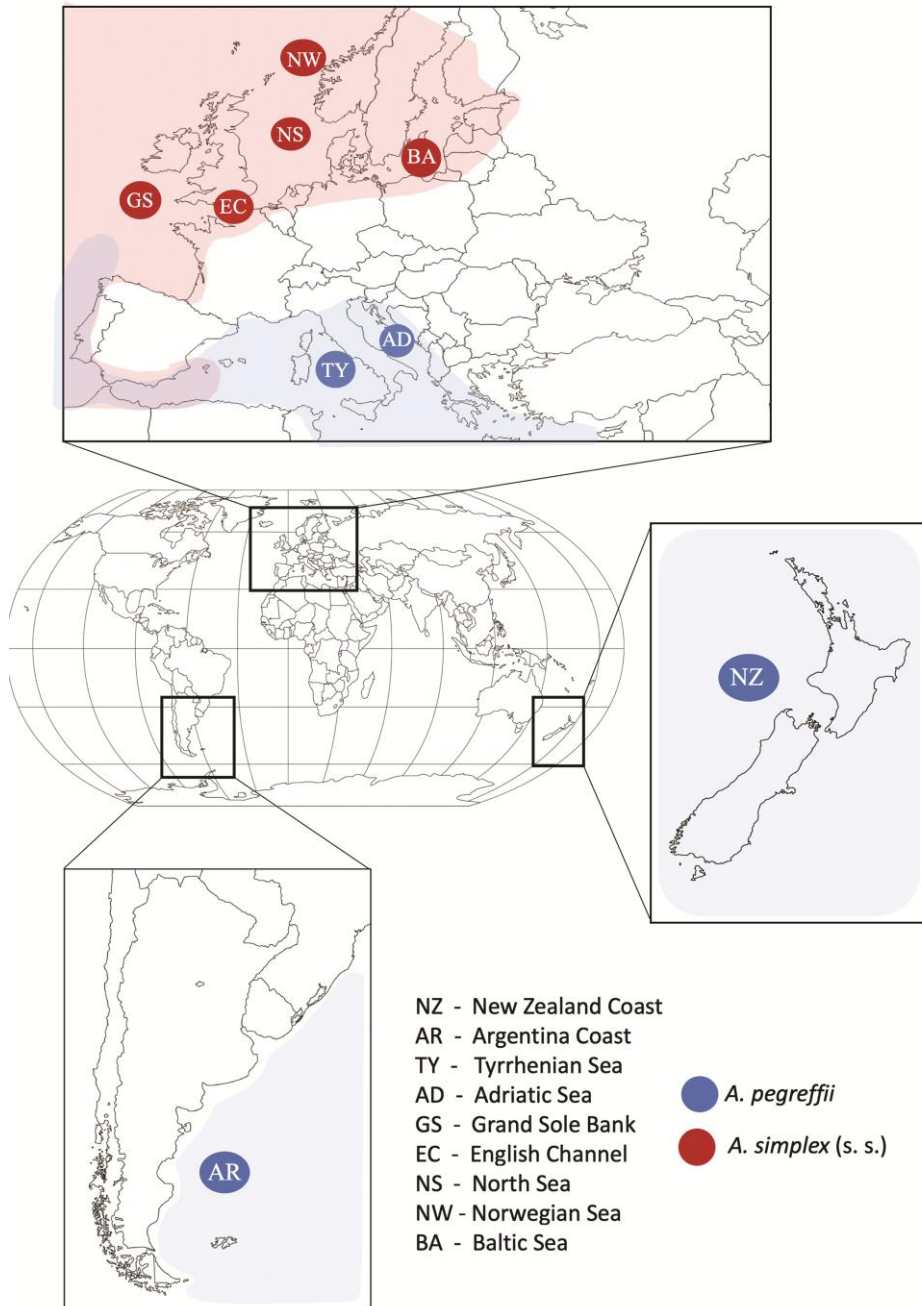 NW
NS
BA
GS
EC
AD
TY
NZ
AR
NZ - New Zealand Coast
AR - Argentina Coast
TY - Tyrrhenian Sea
AD - Adriatic Sea
GS - Grand Sole Bank
EC - English Channel
NS - North Sea
NW - Norwegian Sea
BA - Baltic Sea
A. pegreffii
A. simplex (s. s.)